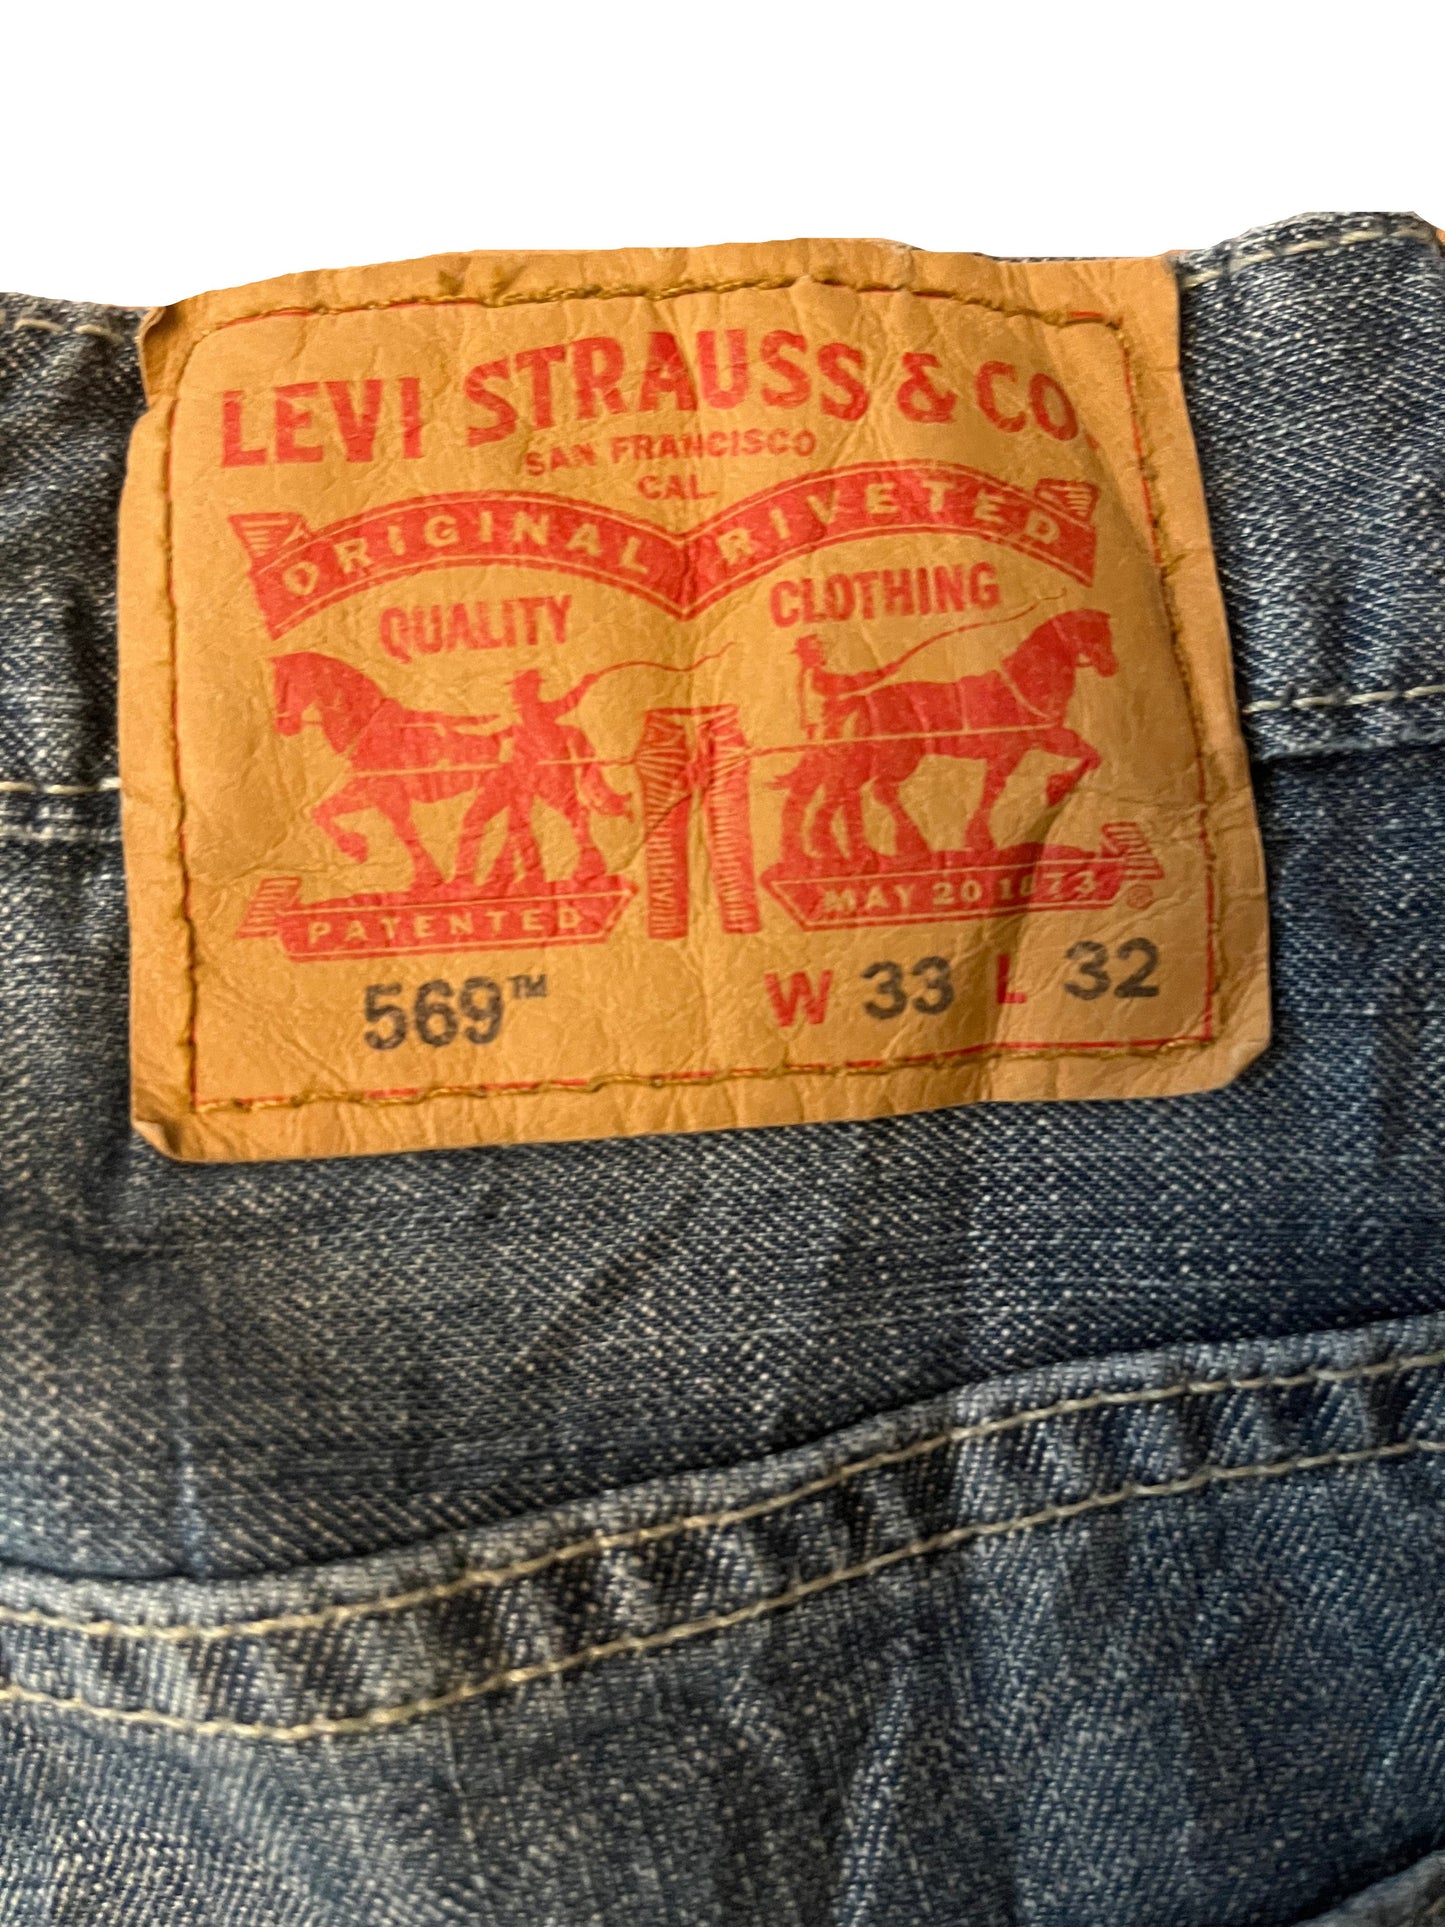 LEVI STRAUSS & CO.
SAN FRANCISCO
CAL.
ORIGINAL RIVETED
QUALITY CLOTHING
PATENTED MAY 20 1873 ®
569™ W 33 L 32